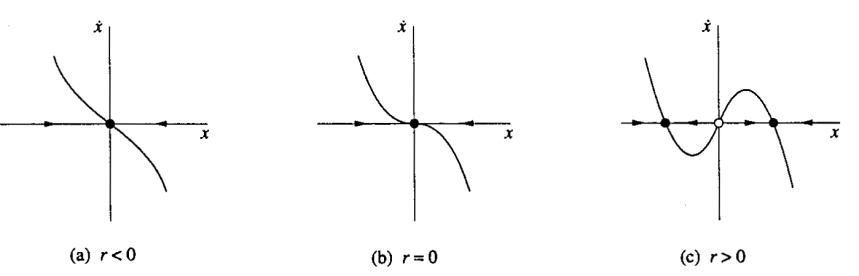 ẋ ẋ ẋ
x x x
(a) r < 0 (b) r = 0 (c) r > 0